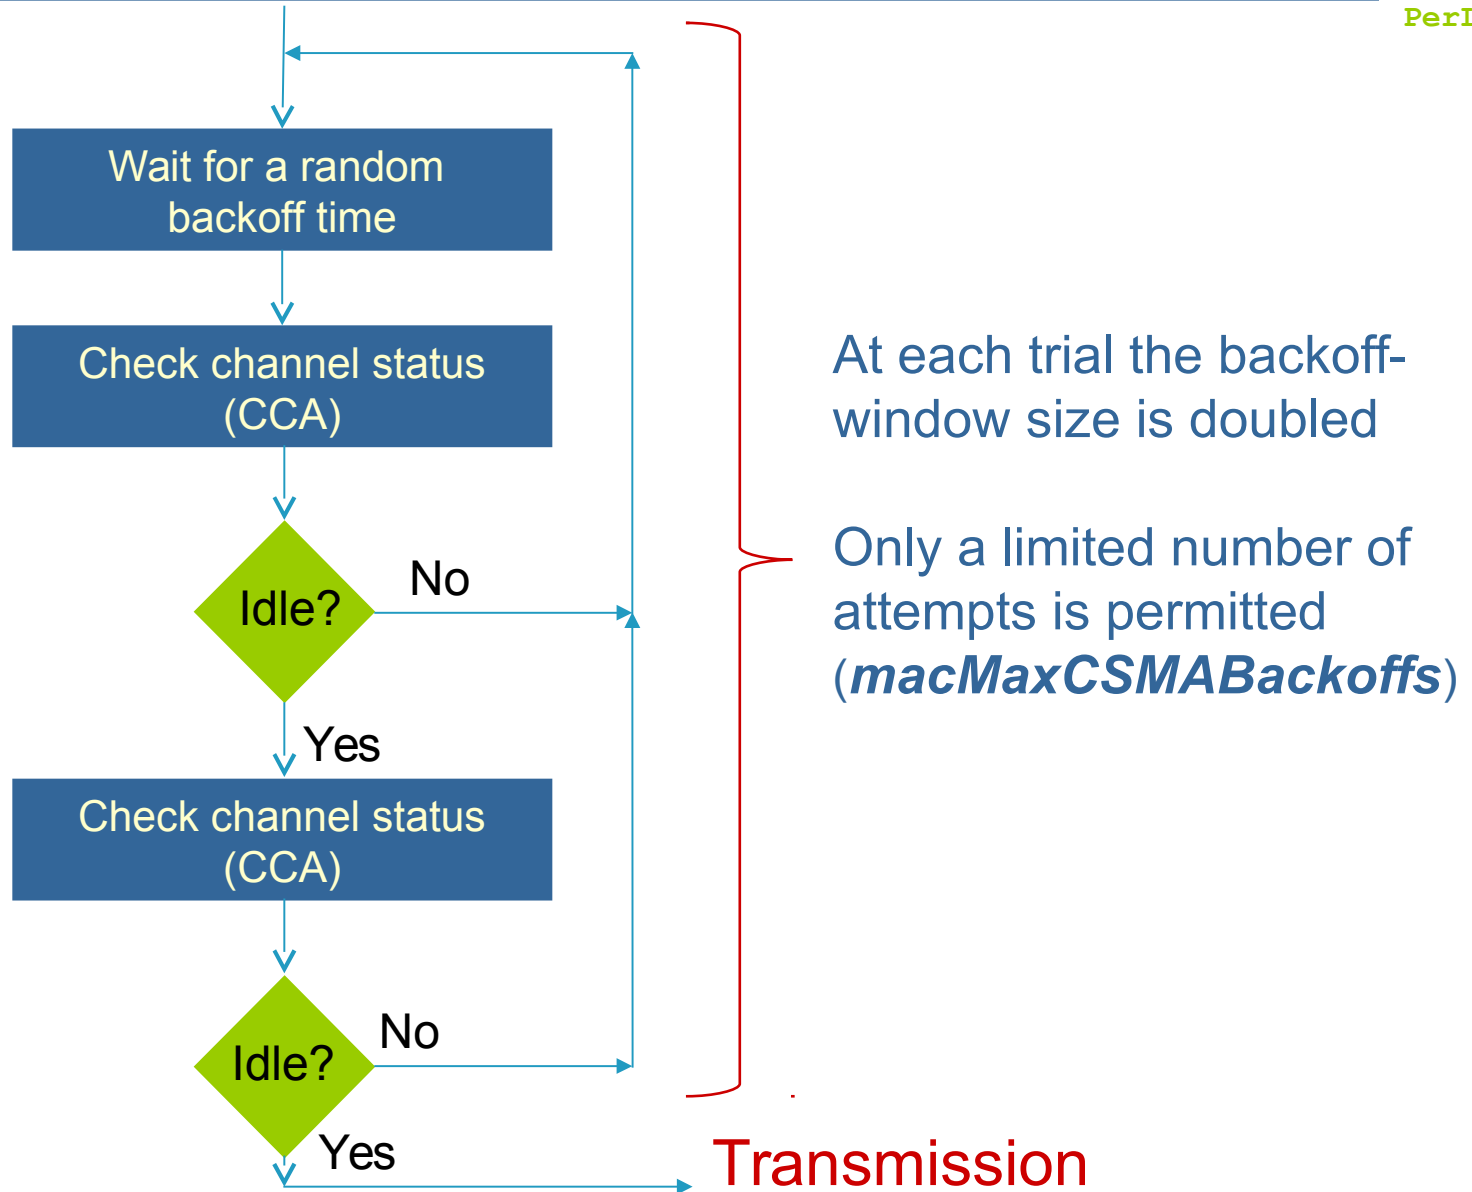 PerI
Wait for a random
backoff time
Check channel status
(CCA)
Idle?
No
Yes
Check channel status
(CCA)
Idle?
No
Yes
Transmission
At each trial the backoff-
window size is doubled
Only a limited number of
attempts is permitted
(macMaxCSMABackoffs)